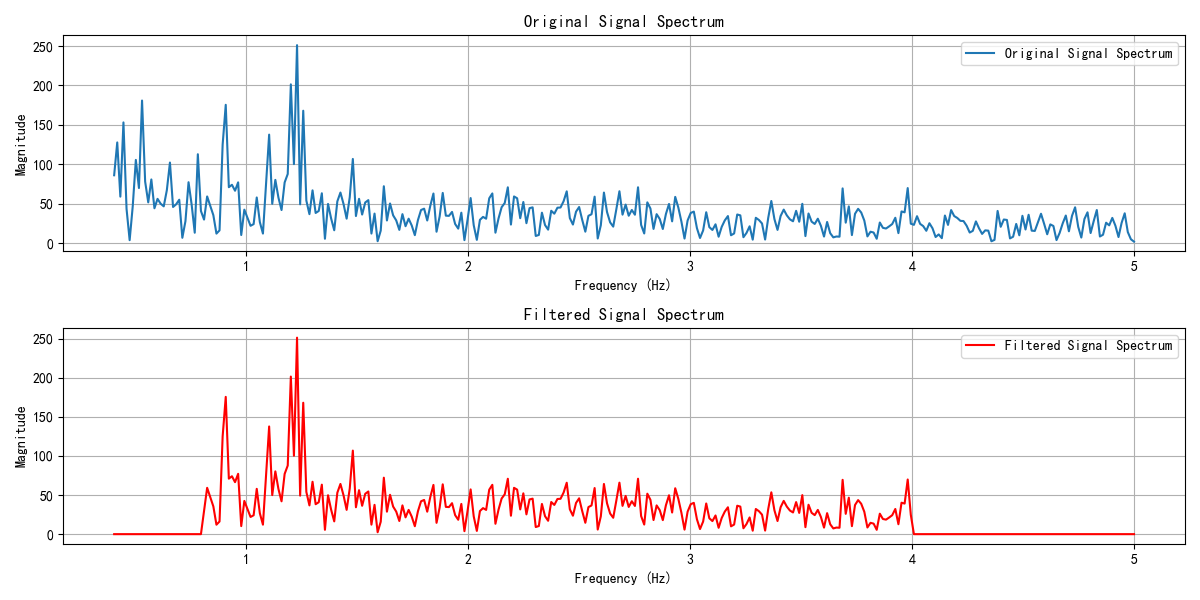 Original Signal Spectrum
Original Signal Spectrum
Magnitude
250
200
150
100
50
0
1
2
3
4
5
Frequency (Hz)
Filtered Signal Spectrum
Filtered Signal Spectrum
Magnitude
250
200
150
100
50
0
1
2
3
4
5
Frequency (Hz)